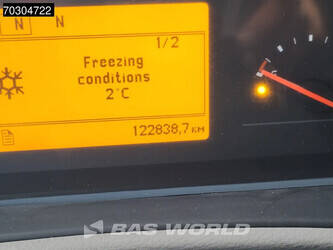 70304722
N N
1/2
Freezing
conditions
2°C
122838,7 KM
BAS WORLD